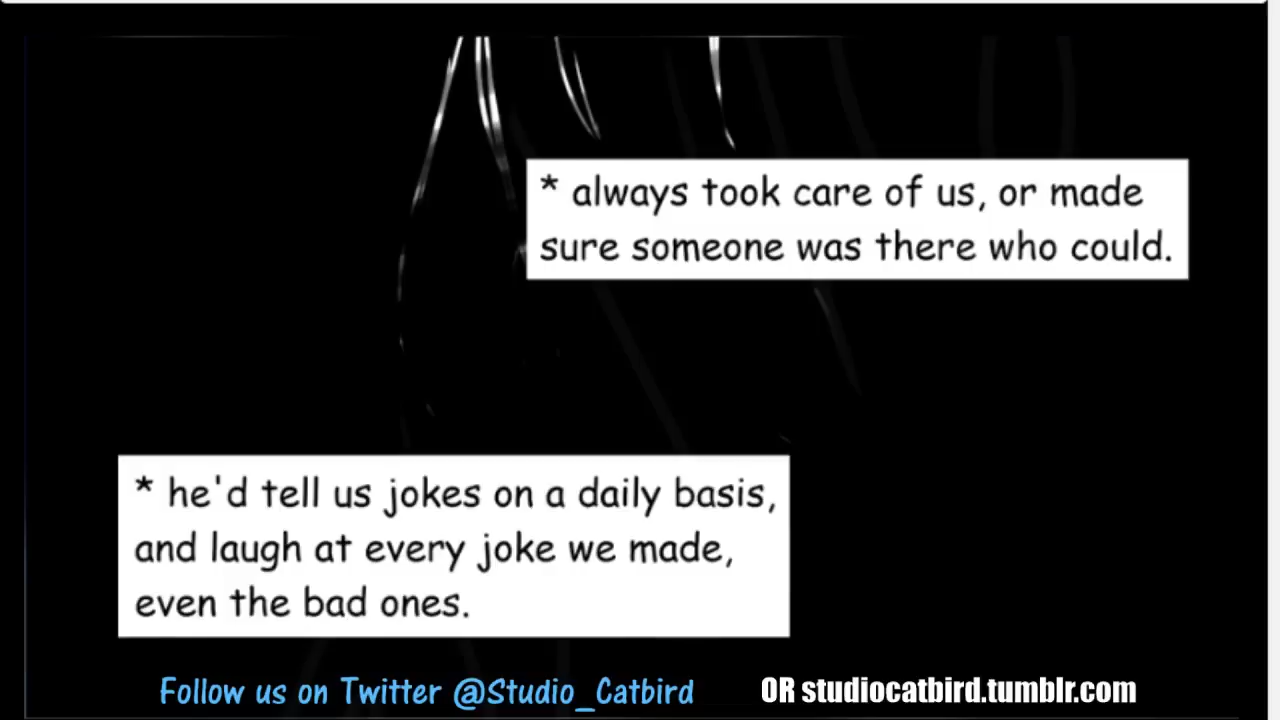 * always took care of us, or made
sure someone was there who could.
* he'd tell us jokes on a daily basis,
and laugh at every joke we made,
even the bad ones.
Follow us on Twitter @Studio_Catbird OR studiocatbird.tumblr.com